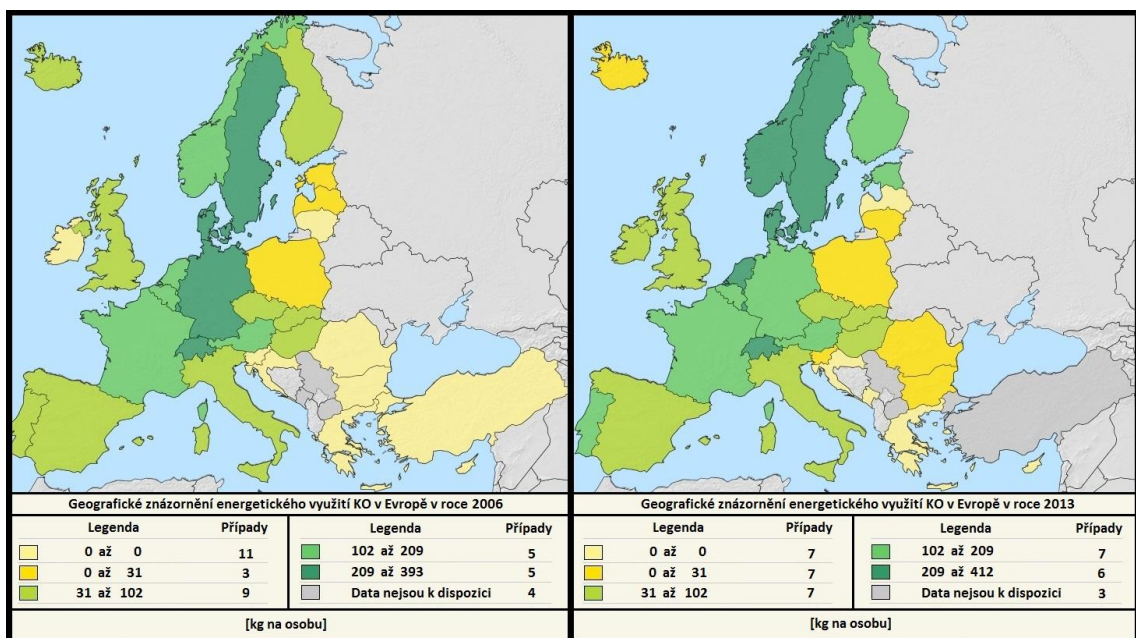 Geografické znázornění energetického využití KO v Evropě v roce 2006
Legenda Případy
0 až 0 11
0 až 31 3
31 až 102 9
Legenda Případy
102 až 209 5
209 až 393 5
Data nejsou k dispozici 4
[kg na osobu]
Geografické znázornění energetického využití KO v Evropě v roce 2013
Legenda Případy
0 až 0 7
0 až 31 7
31 až 102 7
Legenda Případy
102 až 209 7
209 až 412 6
Data nejsou k dispozici 3
[kg na osobu]